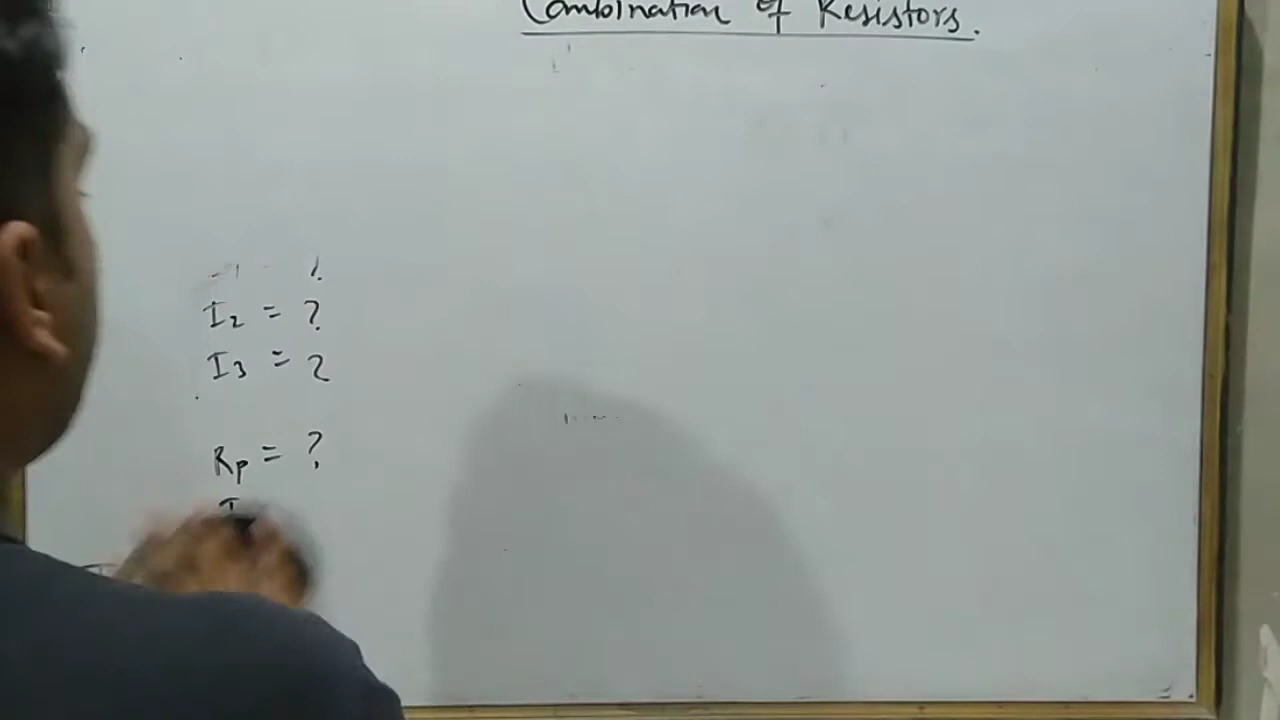 Combination of Resistors.
I2 = ?
I3 = ?
Rp = ?
I